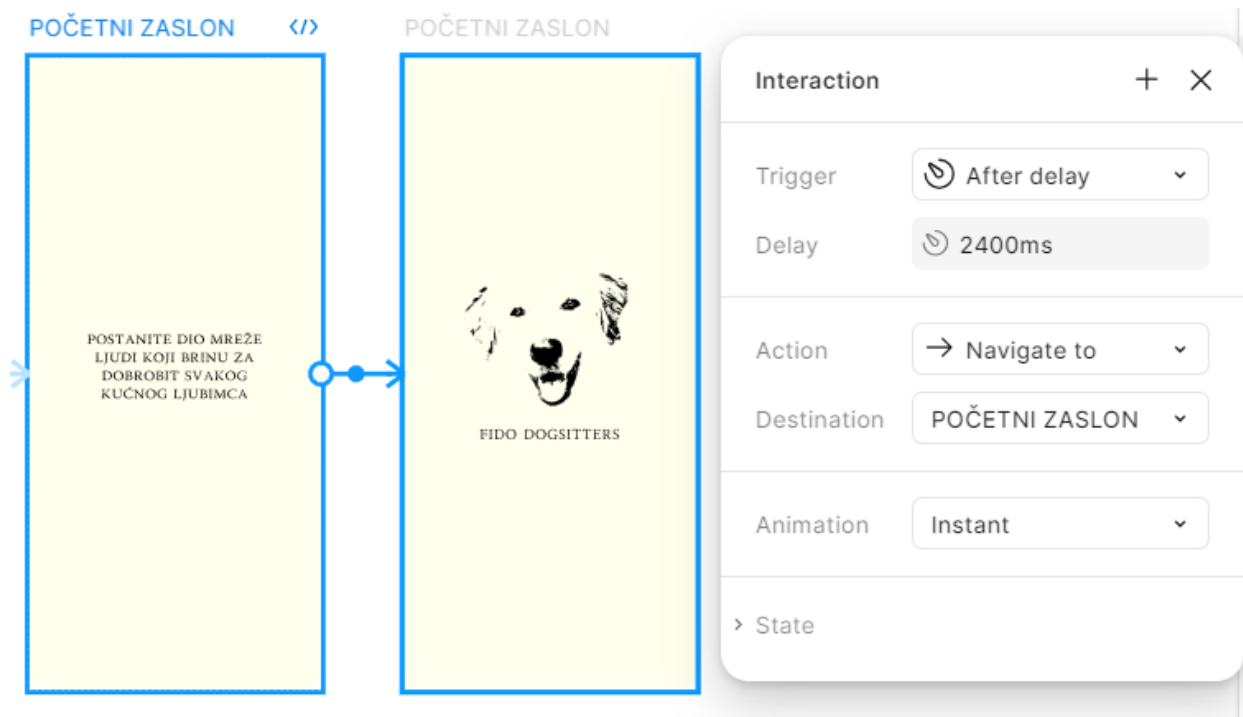 POČETNI ZASLON </>
POČETNI ZASLON
POSTANITE DIO MREŽE
LJUDI KOJI BRINU ZA
DOBROBIT SVAKOG
KUĆNOG LJUBIMCA
FIDO DOGSITTERS
Interaction
Trigger After delay
Delay 2400ms
Action Navigate to
Destination POČETNI ZASLON
Animation Instant
State